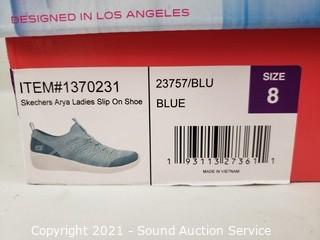 DESIGNED IN LOS ANGELES
ITEM#1370231
Skechers Arya Ladies Slip On Shoe
23757/BLU
BLUE
SIZE
8
1 93113 27361 1
MADE IN VIETNAM
Copyright 2021 - Sound Auction Service